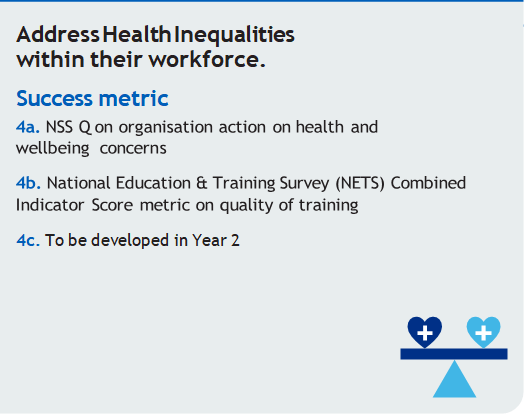 Address Health Inequalities
within their workforce.
Success metric
4a. NSS Q on organisation action on health and
wellbeing concerns
4b. National Education & Training Survey (NETS) Combined
Indicator Score metric on quality of training
4c. To be developed in Year 2